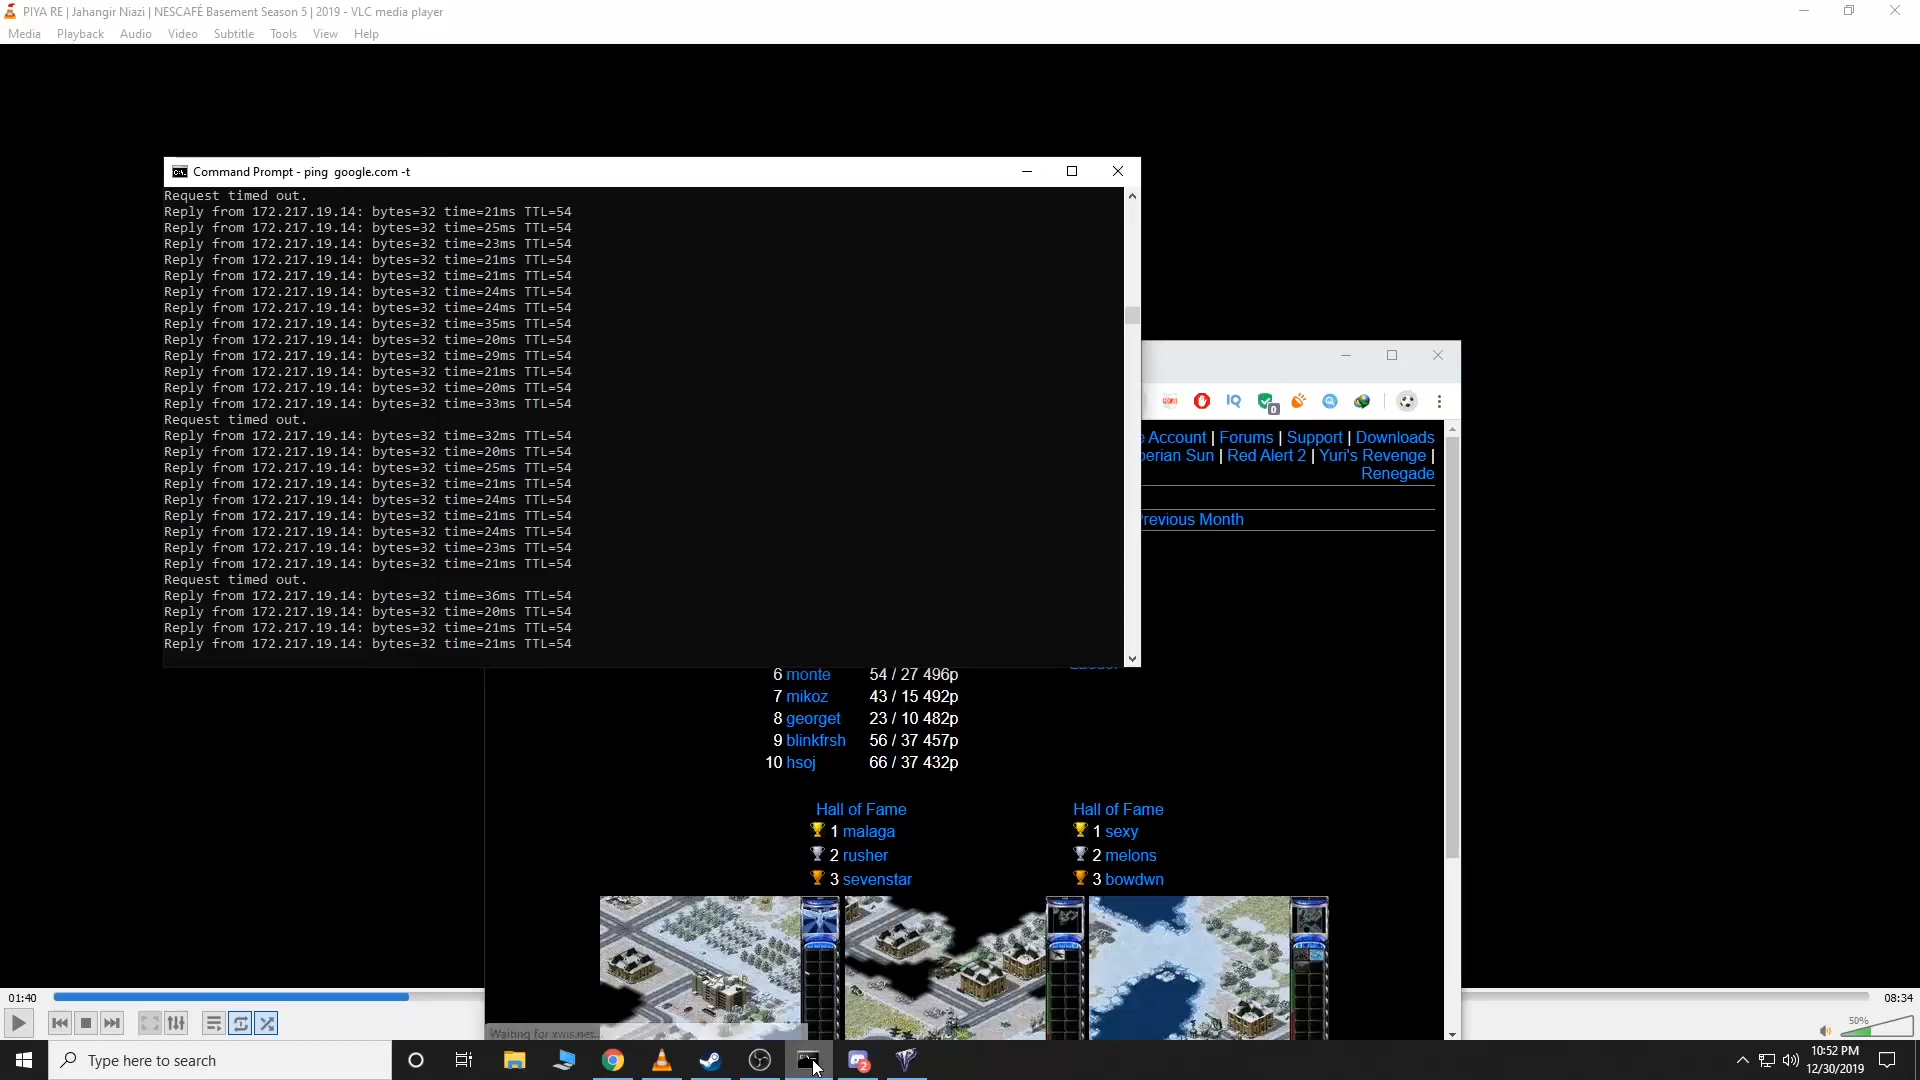 PIYA RE | Jahangir Niazi | NESCAFÉ Basement Season 5 | 2019 - VLC media player
Media Playback Audio Video Subtitle Tools View Help
Command Prompt - ping google.com -t
Request timed out.
Reply from 172.217.19.14: bytes=32 time=21ms TTL=54
Reply from 172.217.19.14: bytes=32 time=25ms TTL=54
Reply from 172.217.19.14: bytes=32 time=23ms TTL=54
Reply from 172.217.19.14: bytes=32 time=21ms TTL=54
Reply from 172.217.19.14: bytes=32 time=21ms TTL=54
Reply from 172.217.19.14: bytes=32 time=24ms TTL=54
Reply from 172.217.19.14: bytes=32 time=24ms TTL=54
Reply from 172.217.19.14: bytes=32 time=35ms TTL=54
Reply from 172.217.19.14: bytes=32 time=20ms TTL=54
Reply from 172.217.19.14: bytes=32 time=29ms TTL=54
Reply from 172.217.19.14: bytes=32 time=21ms TTL=54
Reply from 172.217.19.14: bytes=32 time=20ms TTL=54
Reply from 172.217.19.14: bytes=32 time=33ms TTL=54
Request timed out.
Reply from 172.217.19.14: bytes=32 time=32ms TTL=54
Reply from 172.217.19.14: bytes=32 time=20ms TTL=54
Reply from 172.217.19.14: bytes=32 time=25ms TTL=54
Reply from 172.217.19.14: bytes=32 time=21ms TTL=54
Reply from 172.217.19.14: bytes=32 time=24ms TTL=54
Reply from 172.217.19.14: bytes=32 time=21ms TTL=54
Reply from 172.217.19.14: bytes=32 time=24ms TTL=54
Reply from 172.217.19.14: bytes=32 time=23ms TTL=54
Reply from 172.217.19.14: bytes=32 time=21ms TTL=54
Request timed out.
Reply from 172.217.19.14: bytes=32 time=36ms TTL=54
Reply from 172.217.19.14: bytes=32 time=20ms TTL=54
Reply from 172.217.19.14: bytes=32 time=21ms TTL=54
Reply from 172.217.19.14: bytes=32 time=21ms TTL=54
IQ
0
e Account | Forums | Support | Downloads
berian Sun | Red Alert 2 | Yuri's Revenge |
Renegade
revious Month
6 monte 54 / 27 496p
7 mikoz 43 / 15 492p
8 georget 23 / 10 482p
9 blinkfrsh 56 / 37 457p
10 hsoj 66 / 37 432p
Hall of Fame
1 malaga
2 rusher
3 sevenstar
Hall of Fame
1 sexy
2 melons
3 bowdwn
Waiting for xwis.net...
01:40
08:34
50%
Type here to search
2
10:52 PM
12/30/2019